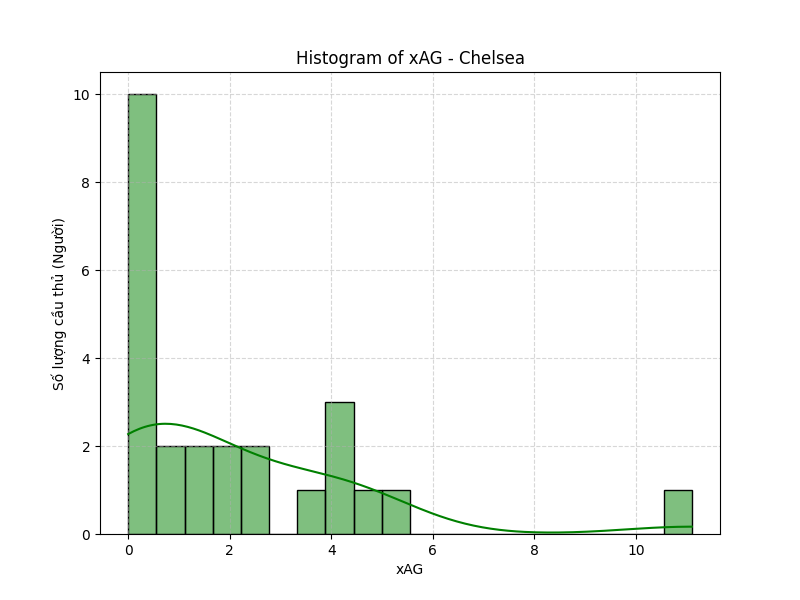 Histogram of xAG - Chelsea
Số lượng cầu thủ (Người)
10
8
6
4
2
0
0 2 4 6 8 10
xAG